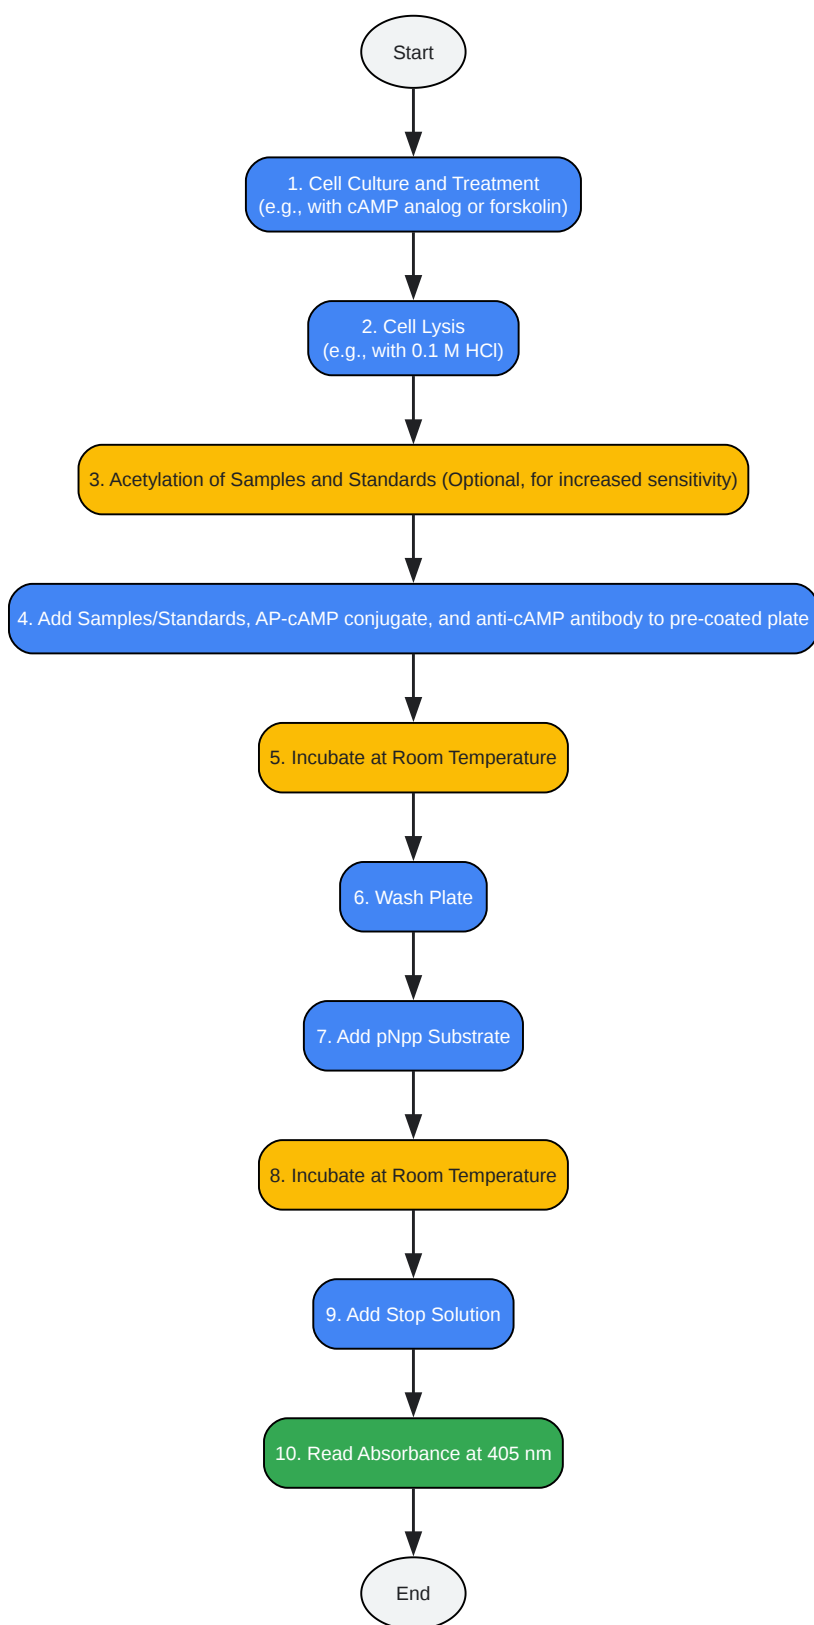 Start
1. Cell Culture and Treatment
(e.g., with cAMP analog or forskolin)
2. Cell Lysis
(e.g., with 0.1 M HCl)
3. Acetylation of Samples and Standards (Optional, for increased sensitivity)
4. Add Samples/Standards, AP-cAMP conjugate, and anti-cAMP antibody to pre-coated plate
5. Incubate at Room Temperature
6. Wash Plate
7. Add pNpp Substrate
8. Incubate at Room Temperature
9. Add Stop Solution
10. Read Absorbance at 405 nm
End